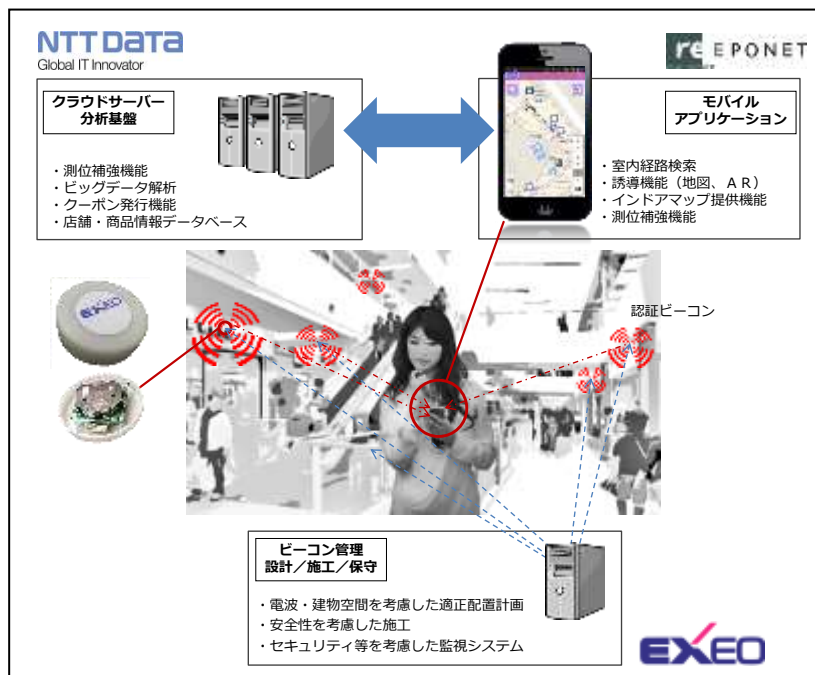 NTT DATA
Global IT Innovator
re EPONET
クラウドサーバー
分析基盤
・測位補強機能
・ビッグデータ解析
・クーポン発行機能
・店舗・商品情報データベース
モバイル
アプリケーション
・室内経路検索
・誘導機能（地図、ＡＲ）
・インドアマップ提供機能
・測位補強機能
EXEO
認証ビーコン
ビーコン管理
設計／施工／保守
・電波・建物空間を考慮した適正配置計画
・安全性を考慮した施工
・セキュリティ等を考慮した監視システム
EXEO